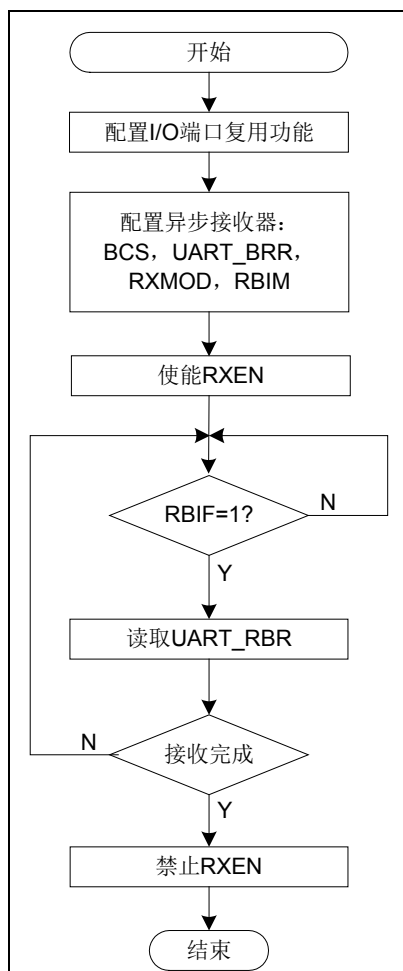 开始
配置I/O端口复用功能
配置异步接收器：
BCS，UART_BRR，
RXMOD，RBIM
使能RXEN
RBIF=1?
N
Y
读取UART_RBR
N
接收完成
Y
禁止RXEN
结束